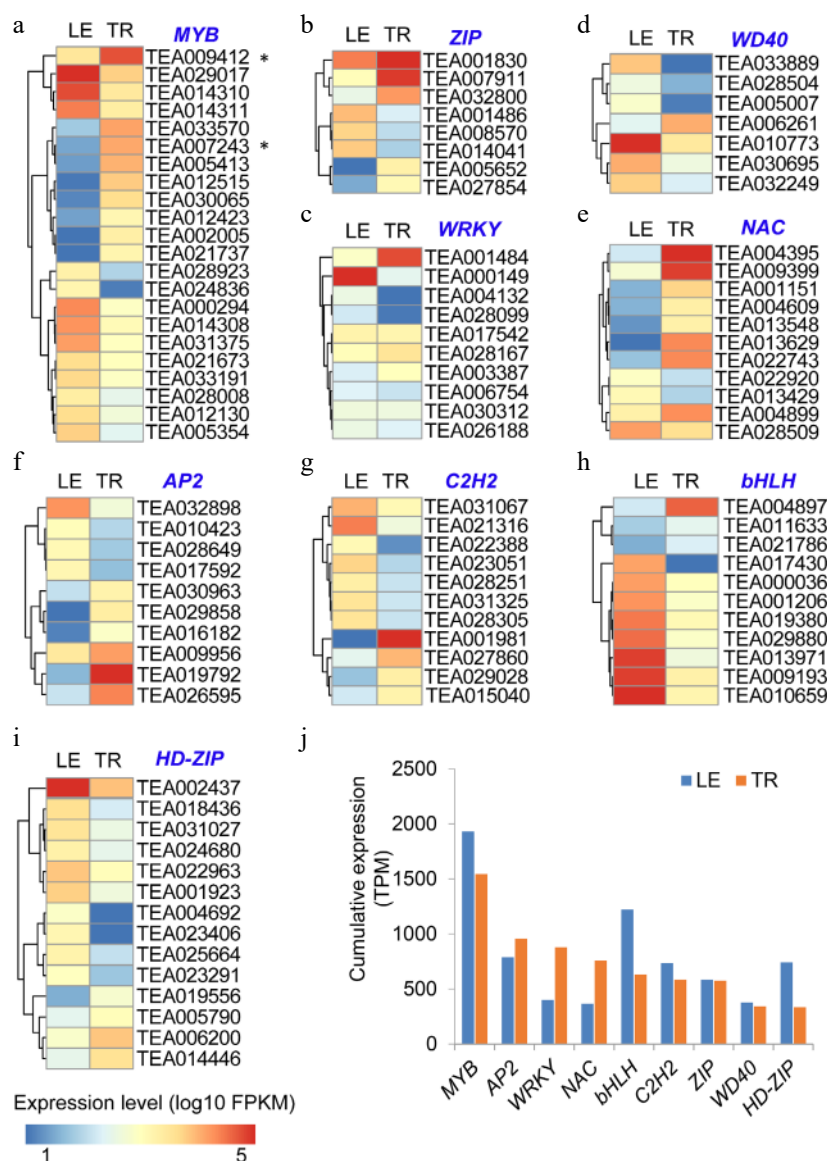 a
LE TR MYB
TEA009412 *
TEA029017
TEA014310
TEA014311
TEA033570
TEA007243 *
TEA005413
TEA012515
TEA030065
TEA012423
TEA002005
TEA021737
TEA028923
TEA024836
TEA000294
TEA014308
TEA031375
TEA021673
TEA033191
TEA028008
TEA012130
TEA005354
b
LE TR ZIP
TEA001830
TEA007911
TEA032800
TEA001486
TEA008570
TEA014041
TEA005652
TEA027854
c
LE TR WRKY
TEA001484
TEA000149
TEA004132
TEA028099
TEA017542
TEA028167
TEA003387
TEA006754
TEA030312
TEA026188
d
LE TR WD40
TEA033889
TEA028504
TEA005007
TEA006261
TEA010773
TEA030695
TEA032249
e
LE TR NAC
TEA004395
TEA009399
TEA001151
TEA004609
TEA013548
TEA013629
TEA022743
TEA022920
TEA013429
TEA004899
TEA028509
f
LE TR AP2
TEA032898
TEA010423
TEA028649
TEA017592
TEA030963
TEA029858
TEA016182
TEA009956
TEA019792
TEA026595
g
LE TR C2H2
TEA031067
TEA021316
TEA022388
TEA023051
TEA028251
TEA031325
TEA028305
TEA001981
TEA027860
TEA029028
TEA015040
h
LE TR bHLH
TEA004897
TEA011633
TEA021786
TEA017430
TEA000036
TEA001206
TEA019380
TEA029880
TEA013971
TEA009193
TEA010659
i
LE TR HD-ZIP
TEA002437
TEA018436
TEA031027
TEA024680
TEA022963
TEA001923
TEA004692
TEA023406
TEA025664
TEA023291
TEA019556
TEA005790
TEA006200
TEA014446
Expression level (log10 FPKM)
1 5
j
LE TR
Cumulative expression
(TPM)
2500
2000
1500
1000
500
0
MYB AP2 WRKY NAC bHLH C2H2 ZIP WD40 HD-ZIP